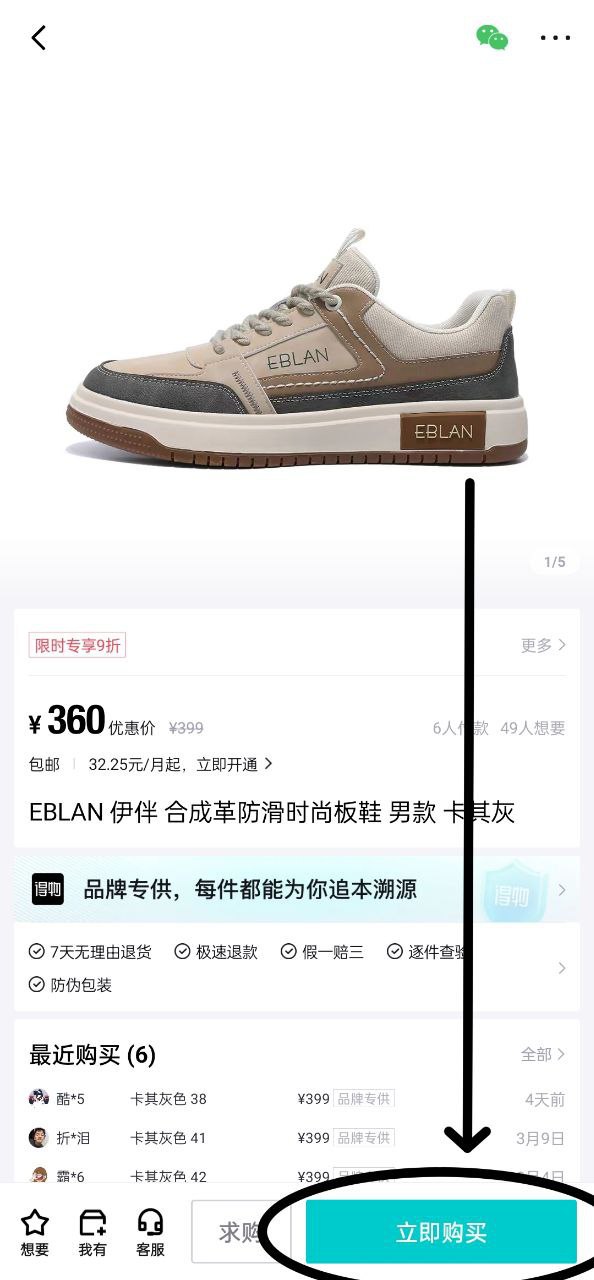 EBLAN
EBLAN
1/5
限时专享9折
更多
¥360优惠价 ¥399
6人付款 49人想要
包邮 32.25元/月起，立即开通
EBLAN 伊伴 合成革防滑时尚板鞋 男款 卡其灰
得物 品牌专供，每件都能为你追本溯源 得物
7天无理由退货 极速退款 假一赔三 逐件查验
防伪包装
最近购买 (6)
全部
酷*5 卡其灰色 38 ¥399 品牌专供 4天前
折*泪 卡其灰色 41 ¥399 品牌专供 3月9日
霸*6 卡其灰色 42 ¥399 品牌专供
想要 我有 客服 求购 立即购买